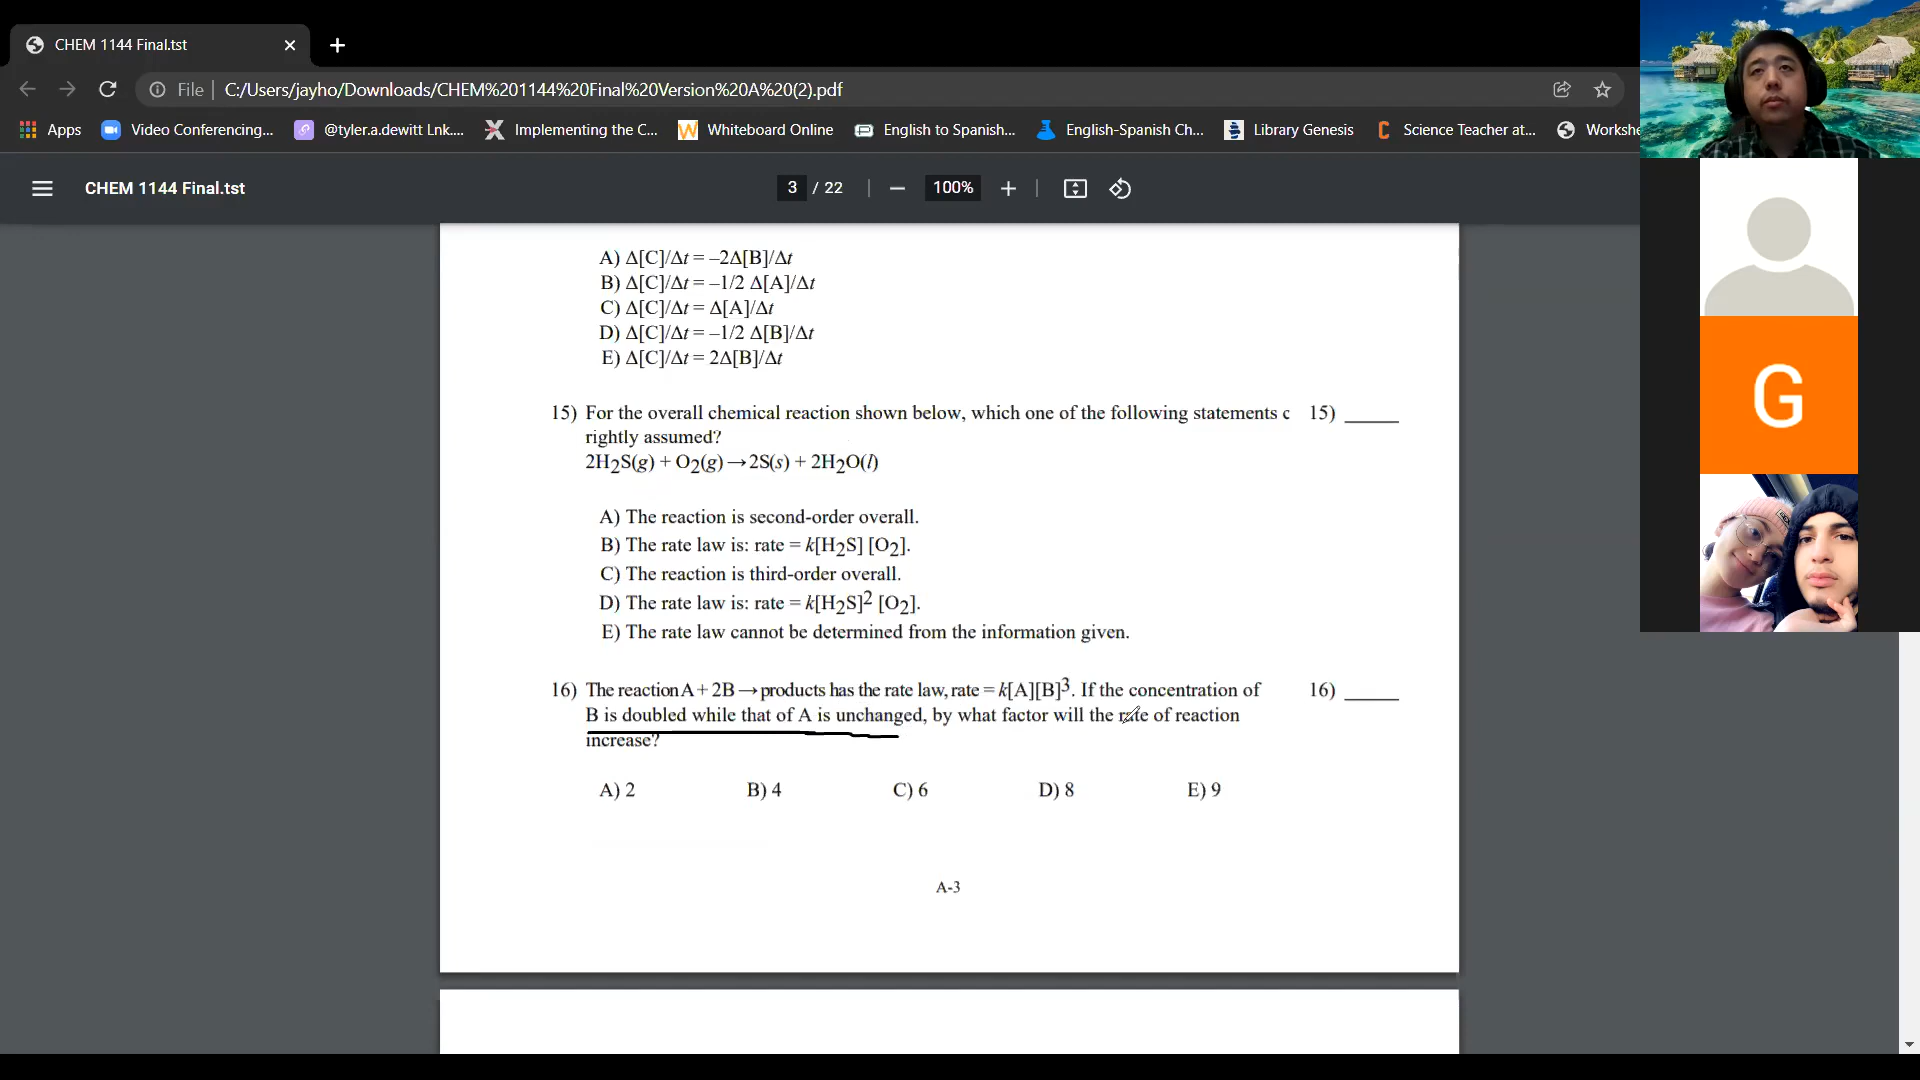 CHEM 1144 Final.tst
File
C:/Users/jayho/Downloads/CHEM%201144%20Final%20Version%20A%20(2).pdf
Apps Video Conferencing... @tyler.a.dewitt Lnk.... Implementing the C... Whiteboard Online English to Spanish... English-Spanish Ch... Library Genesis Science Teacher at... Workshe
CHEM 1144 Final.tst
3 / 22
100%
A) Δ[C]/Δt = –2Δ[B]/Δt
B) Δ[C]/Δt = –1/2 Δ[A]/Δt
C) Δ[C]/Δt = Δ[A]/Δt
D) Δ[C]/Δt = –1/2 Δ[B]/Δt
E) Δ[C]/Δt = 2Δ[B]/Δt
15) For the overall chemical reaction shown below, which one of the following statements c 15) _____
rightly assumed?
2H2S(g) + O2(g) → 2S(s) + 2H2O(l)
A) The reaction is second-order overall.
B) The rate law is: rate = k[H2S] [O2].
C) The reaction is third-order overall.
D) The rate law is: rate = k[H2S]2 [O2].
E) The rate law cannot be determined from the information given.
16) The reaction A + 2B → products has the rate law, rate = k[A][B]3. If the concentration of 16) _____
B is doubled while that of A is unchanged, by what factor will the rate of reaction
increase?
A) 2 B) 4 C) 6 D) 8 E) 9
A-3
G